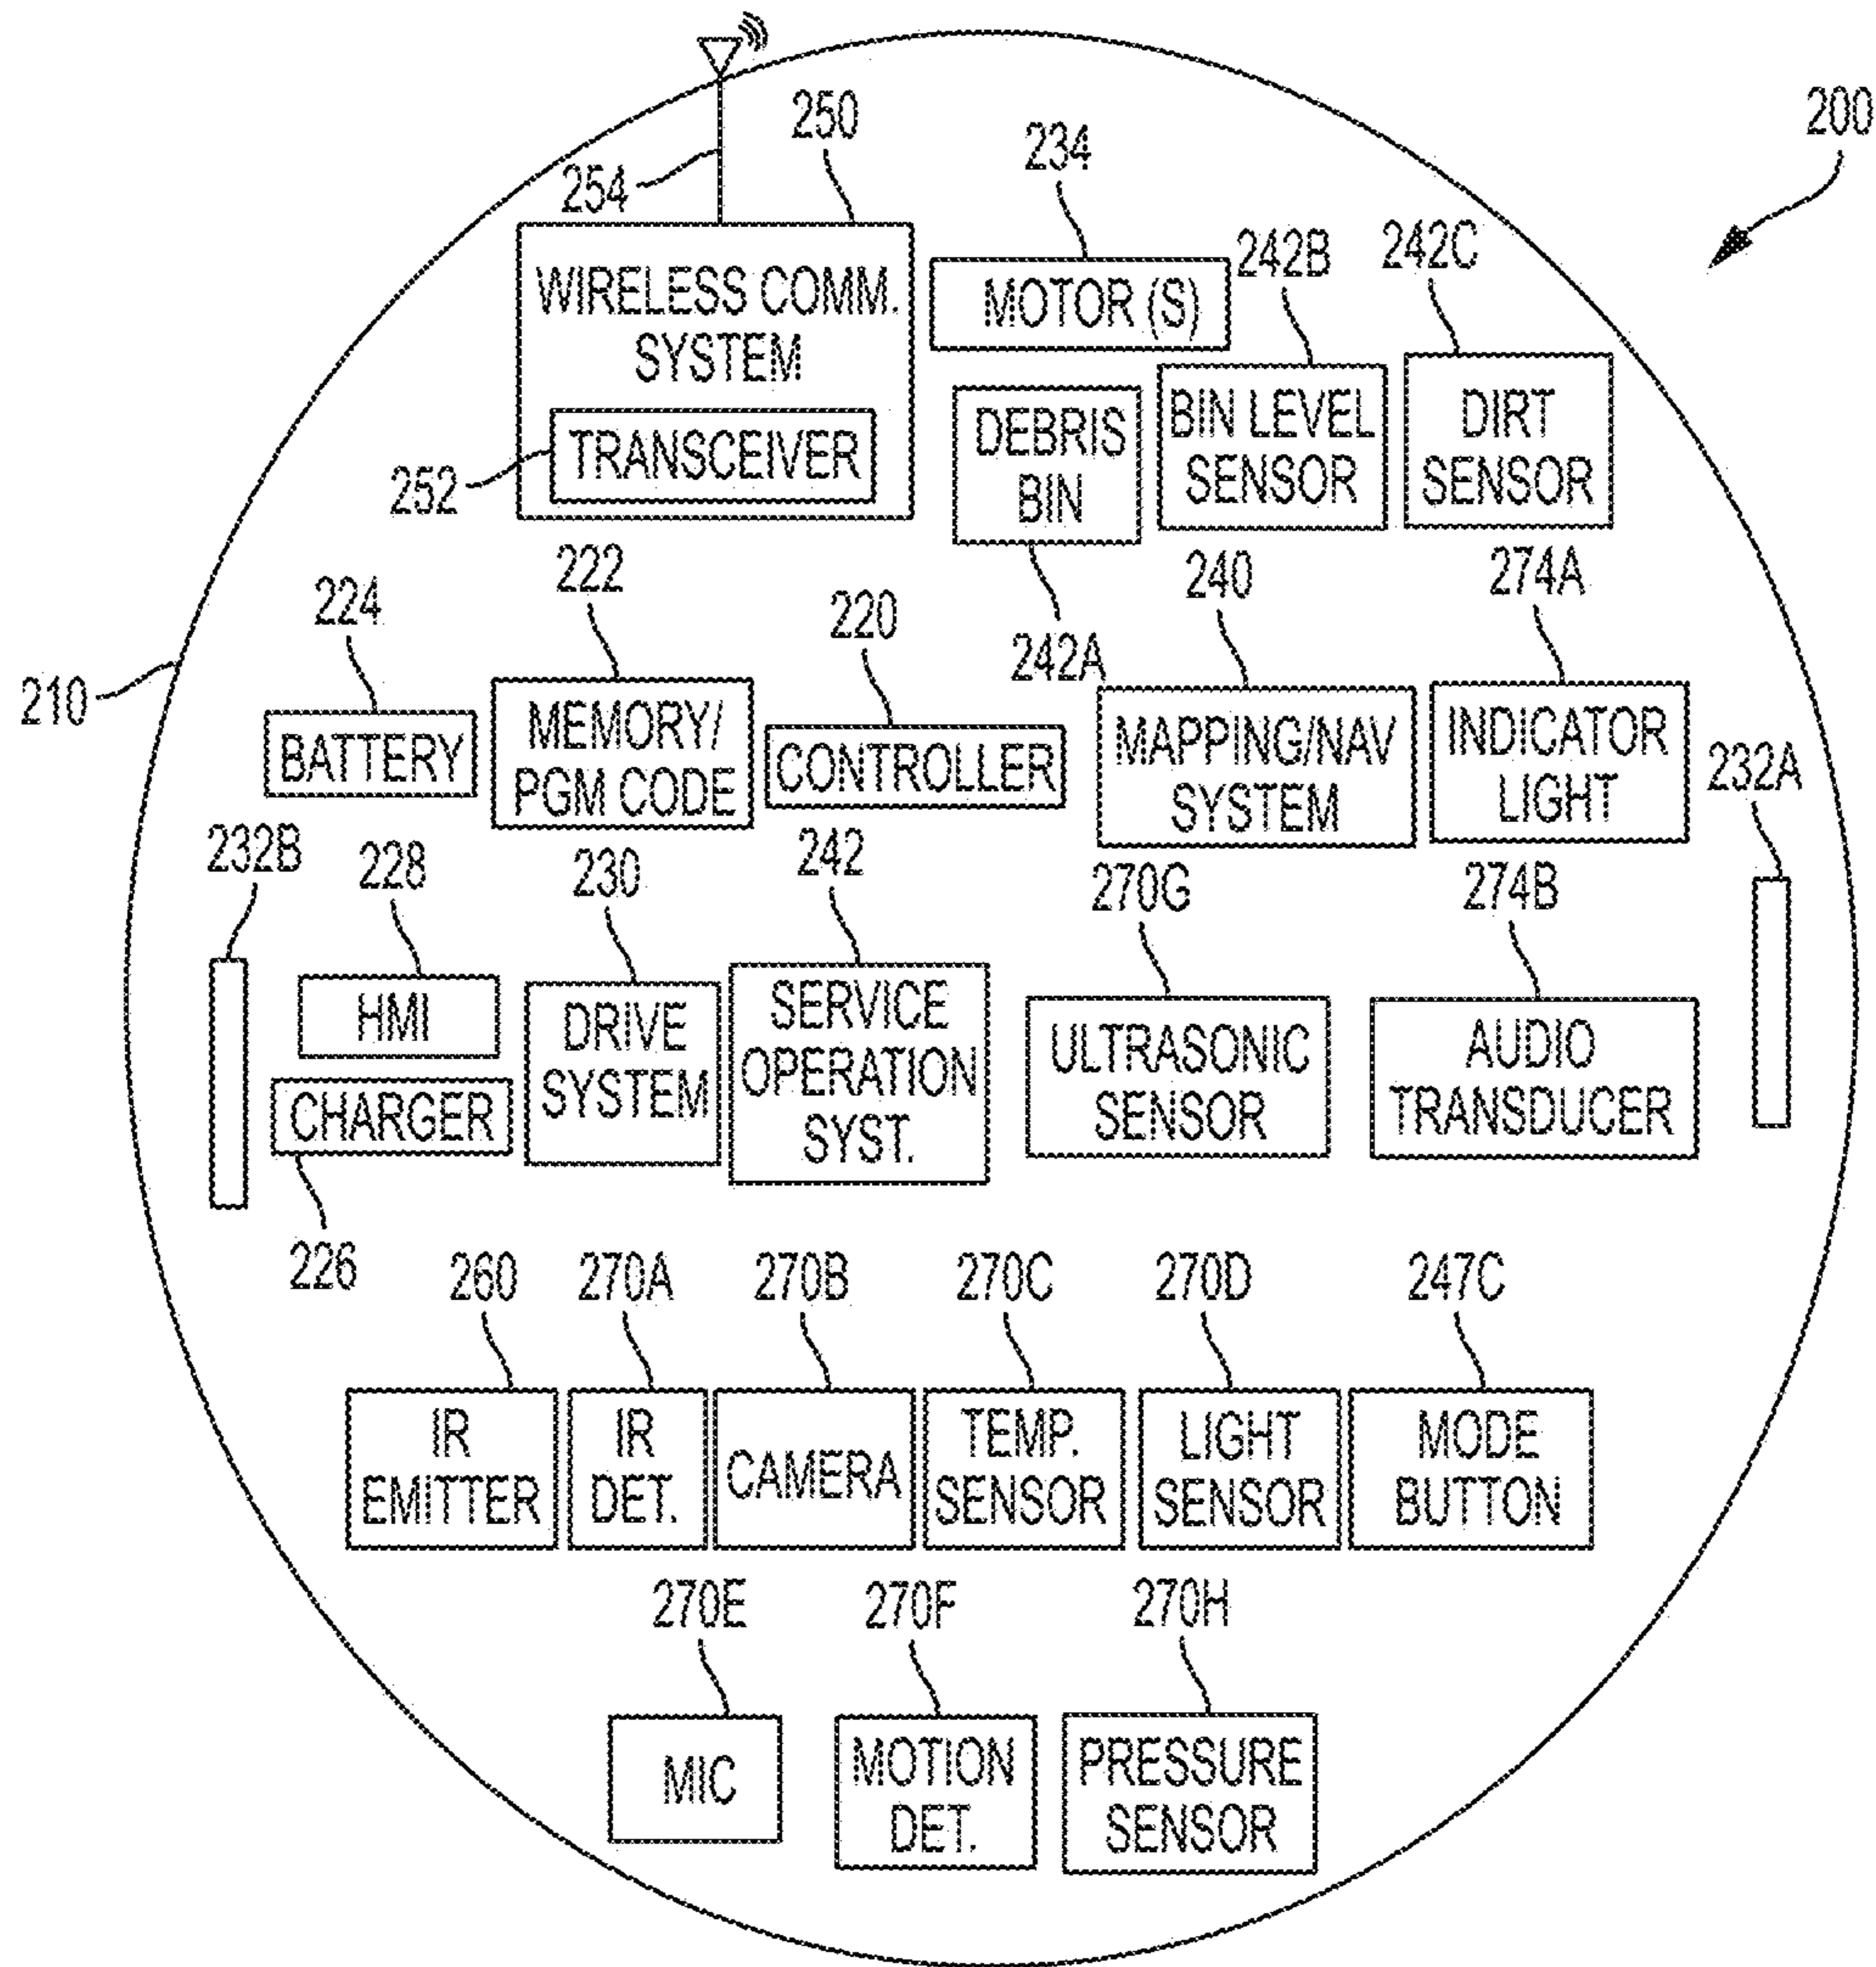 200
250
234
254
242B
242C
WIRELESS COMM.
SYSTEM
MOTOR (S)
TRANSCEIVER
252
DEBRIS
BIN
BIN LEVEL
SENSOR
DIRT
SENSOR
224
222
220
242A
240
274A
210
BATTERY
MEMORY/
PGM CODE
CONTROLLER
MAPPING/NAV
SYSTEM
INDICATOR
LIGHT
232A
232B
228
230
242
270G
274B
HMI
DRIVE
SYSTEM
SERVICE
OPERATION
SYST.
ULTRASONIC
SENSOR
AUDIO
TRANSDUCER
CHARGER
226
260
270A
270B
270C
270D
247C
IR
EMITTER
IR
DET.
CAMERA
TEMP.
SENSOR
LIGHT
SENSOR
MODE
BUTTON
270E
270F
270H
MIC
MOTION
DET.
PRESSURE
SENSOR